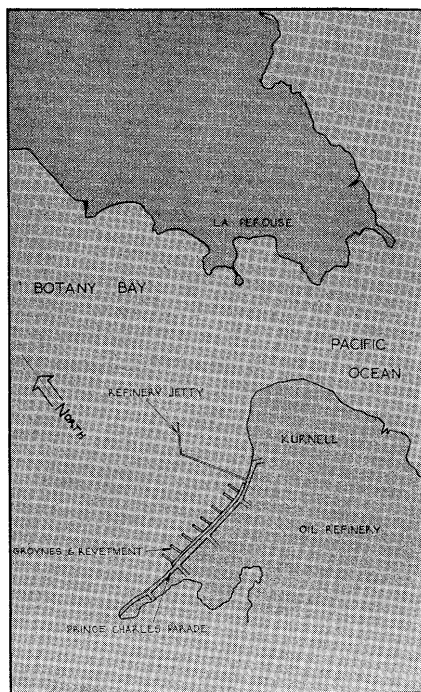 LA PEROUSE
BOTANY BAY
PACIFIC
OCEAN
REFINERY JETTY
NORTH
KURNELL
OIL REFINERY
GROYNES & REVETMENT
PRINCE CHARLES PARADE